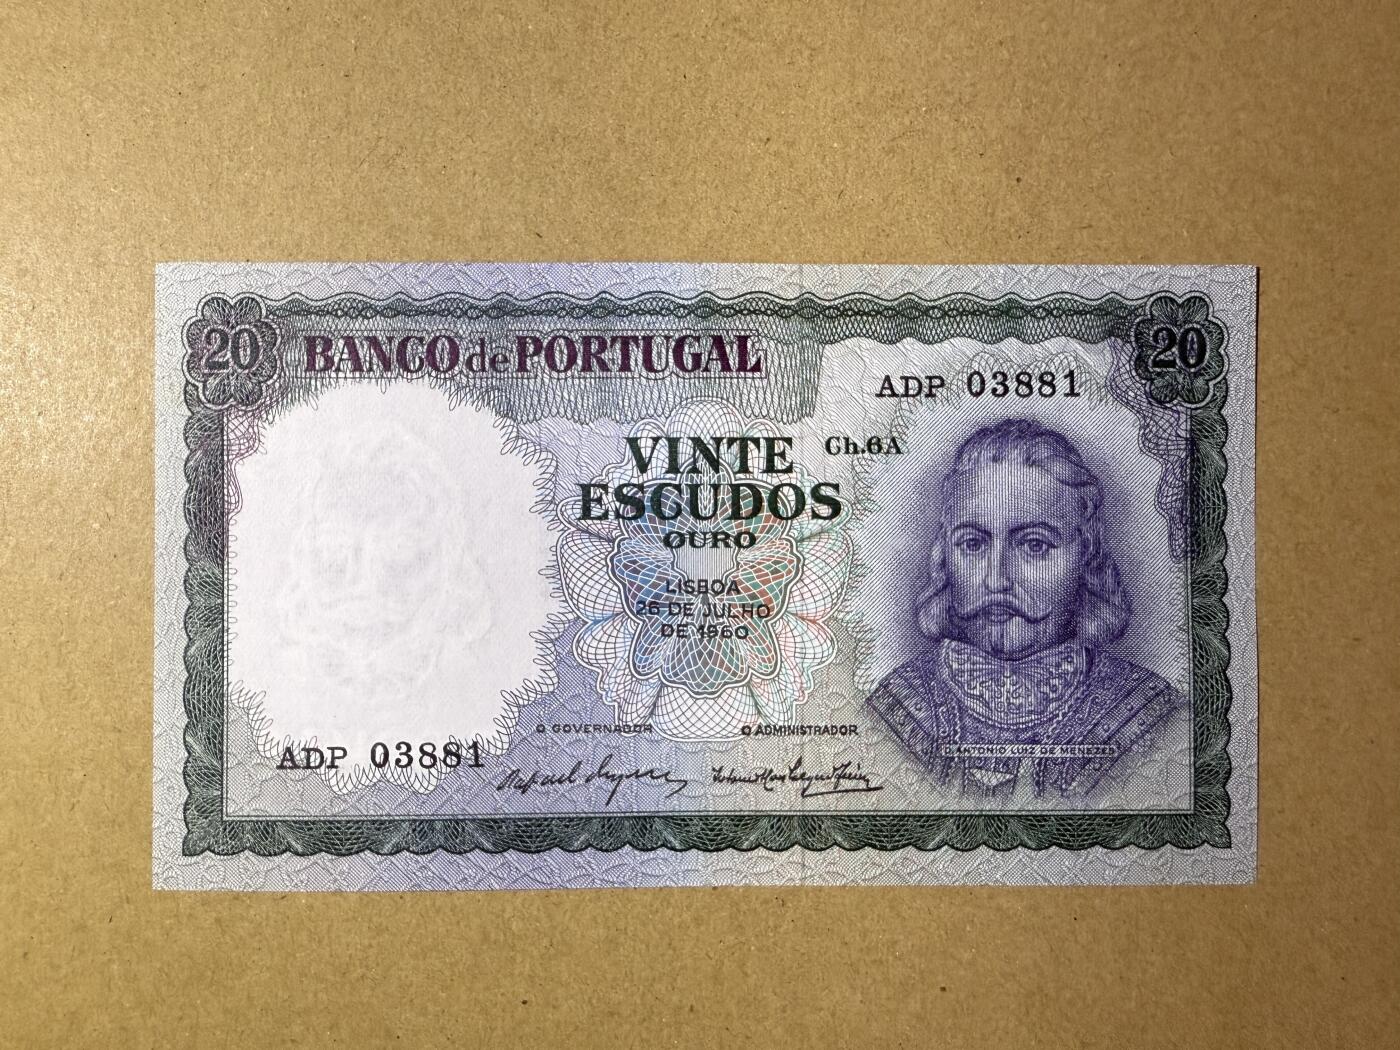 20 BANCO de PORTUGAL 20
ADP 03881
VINTE Ch.6A
ESCUDOS
OURO
LISBOA
26 DE JULHO
DE 1960
O GOVERNADOR O ADMINISTRADOR
D. ANTONIO LUIZ DE MENEZES
ADP 03881